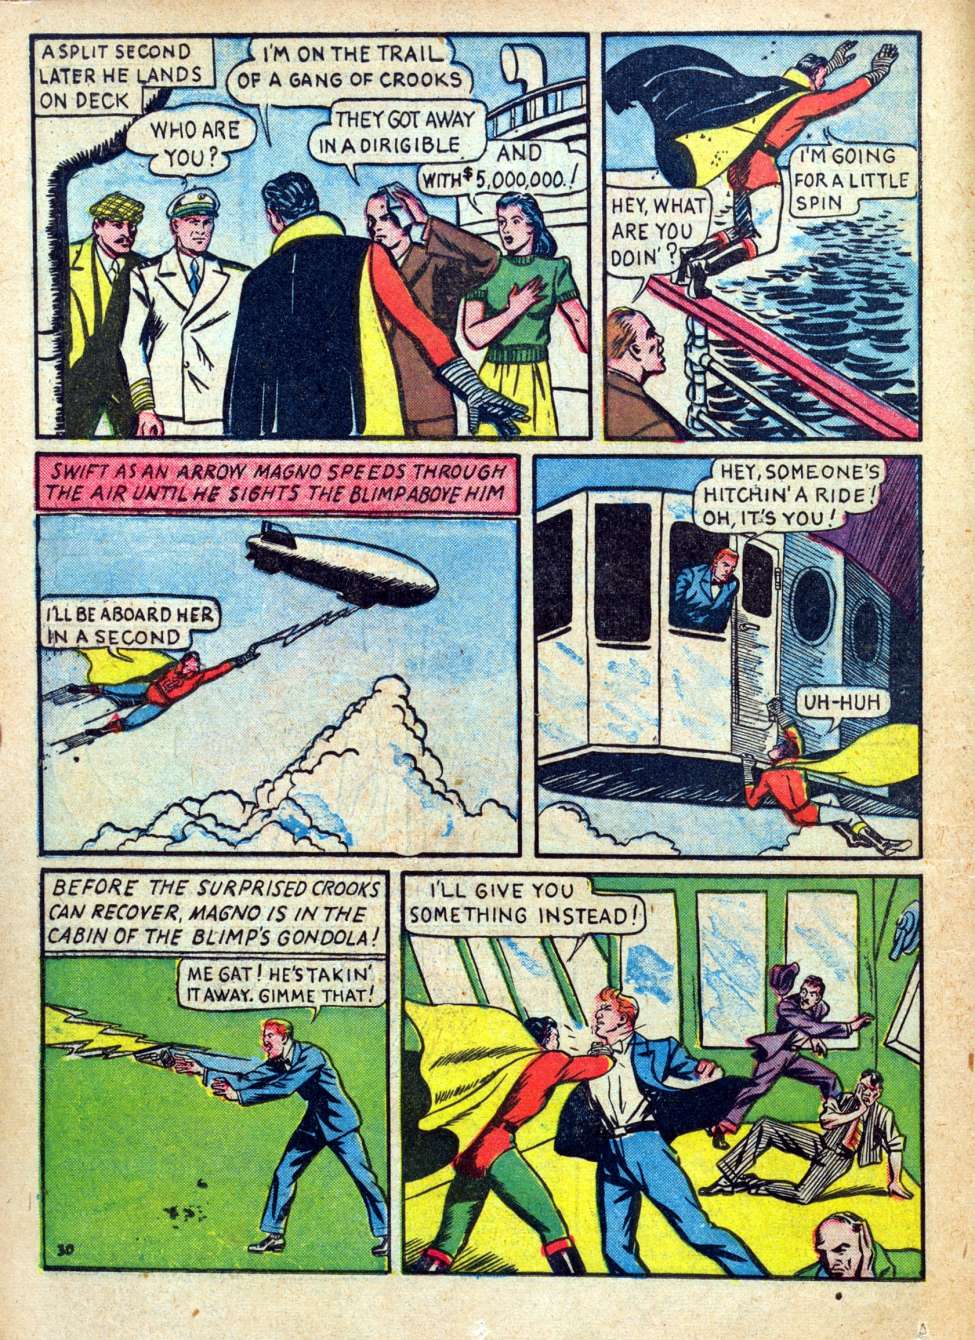 A SPLIT SECOND
LATER HE LANDS
ON DECK
WHO ARE
YOU?
I'M ON THE TRAIL
OF A GANG OF CROOKS
THEY GOT AWAY
IN A DIRIGIBLE
AND
WITH $5,000,000.!
HEY, WHAT
ARE YOU
DOIN'?
I'M GOING
FOR A LITTLE
SPIN
SWIFT AS AN ARROW MAGNO SPEEDS THROUGH
THE AIR UNTIL HE SIGHTS THE BLIMP ABOVE HIM
I'LL BE ABOARD HER
IN A SECOND
HEY, SOMEONE'S
HITCHIN' A RIDE!
OH, IT'S YOU!
UH-HUH
BEFORE THE SURPRISED CROOKS
CAN RECOVER, MAGNO IS IN THE
CABIN OF THE BLIMP'S GONDOLA!
ME GAT! HE'S TAKIN'
IT AWAY. GIMME THAT!
30
I'LL GIVE YOU
SOMETHING INSTEAD!